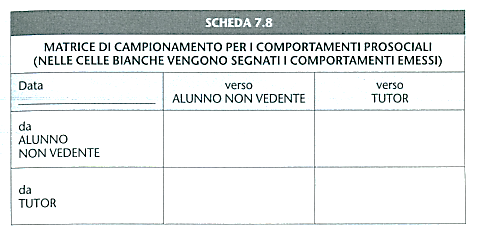 SCHEDA 7.8
MATRICE DI CAMPIONAMENTO PER I COMPORTAMENTI PROSOCIALI
(NELLE CELLE BIANCHE VENGONO SEGNATI I COMPORTAMENTI EMESSI)
Data
verso
ALUNNO NON VEDENTE
verso
TUTOR
da
ALUNNO
NON VEDENTE
da
TUTOR